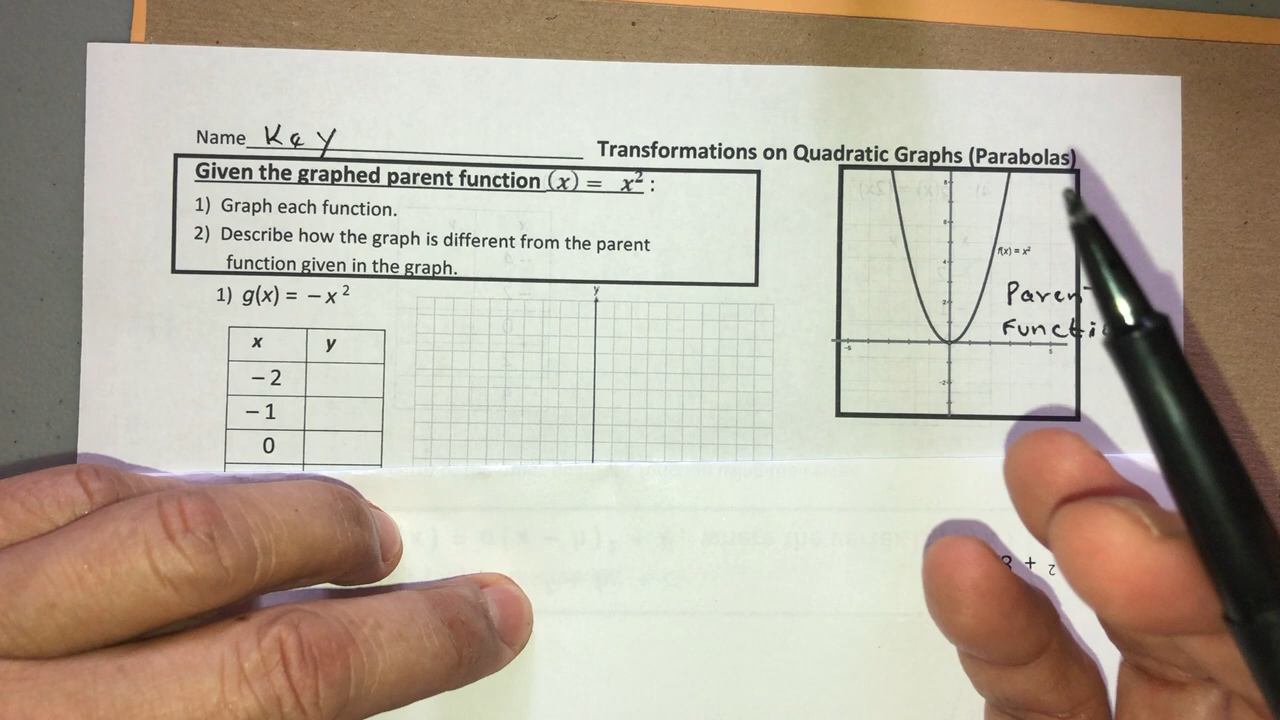 Name Key
Transformations on Quadratic Graphs (Parabolas)
Given the graphed parent function (x) = x² :
1) Graph each function.
2) Describe how the graph is different from the parent
function given in the graph.
f(x) = x²
Parent
Functi
1) g(x) = −x²
y
x y
−2
−1
0